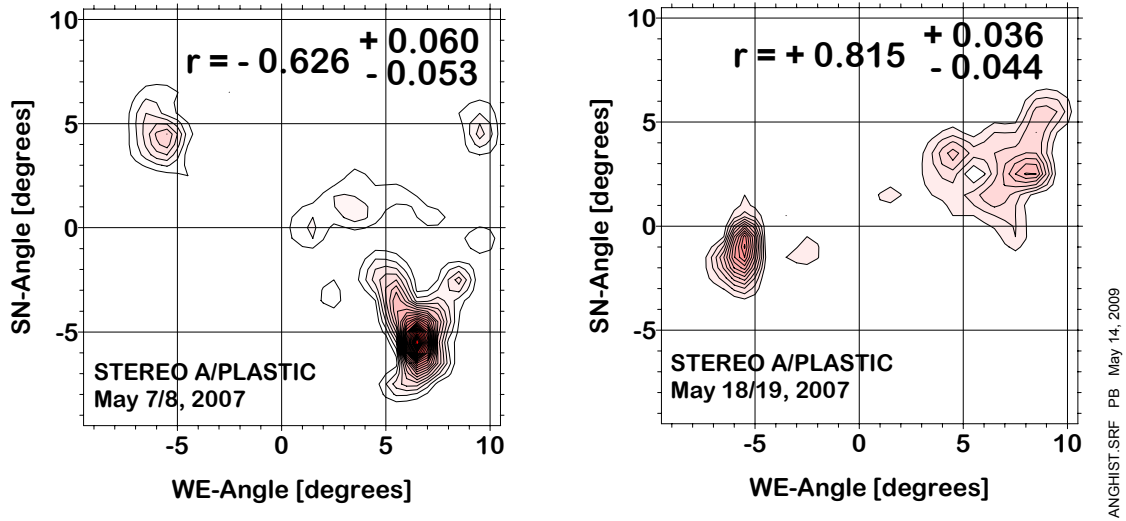 10
5
0
-5
-5
0
5
10
SN-Angle [degrees]
WE-Angle [degrees]
r = - 0.626 + 0.060
- 0.053
STEREO A/PLASTIC
May 7/8, 2007
10
5
0
-5
-5
0
5
10
SN-Angle [degrees]
WE-Angle [degrees]
r = + 0.815 + 0.036
- 0.044
STEREO A/PLASTIC
May 18/19, 2007
ANGHIST.SRF PB May 14, 2009